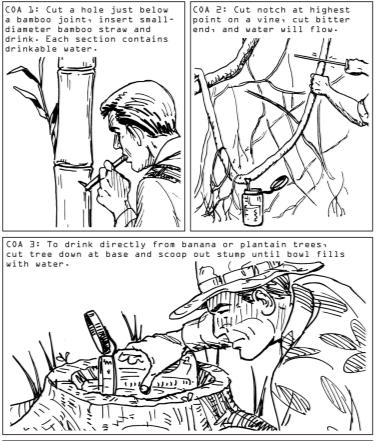 COA 1: Cut a hole just below
a bamboo joint, insert small-
diameter bamboo straw and
drink. Each section contains
drinkable water.
COA 2: Cut notch at highest
point on a vine, cut bitter
end, and water will flow.
COA 3: To drink directly from banana or plantain trees,
cut tree down at base and scoop out stump until bowl fills
with water.